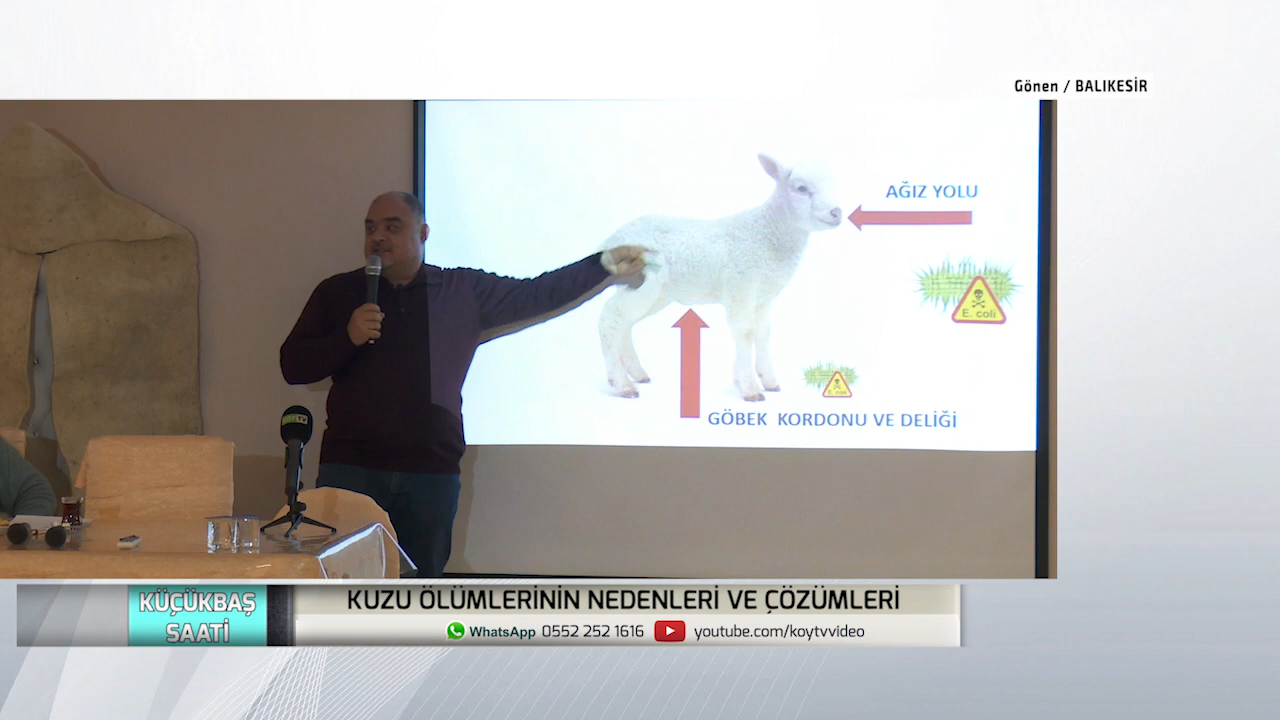 Gönen / BALIKESİR
AĞIZ YOLU
E. coli
E. coli
GÖBEK KORDONU VE DELİĞİ
KÜÇÜKBAŞ
SAATİ
KUZU ÖLÜMLERİNİN NEDENLERİ VE ÇÖZÜMLERİ
WhatsApp 0552 252 1616 youtube.com/koytvvideo